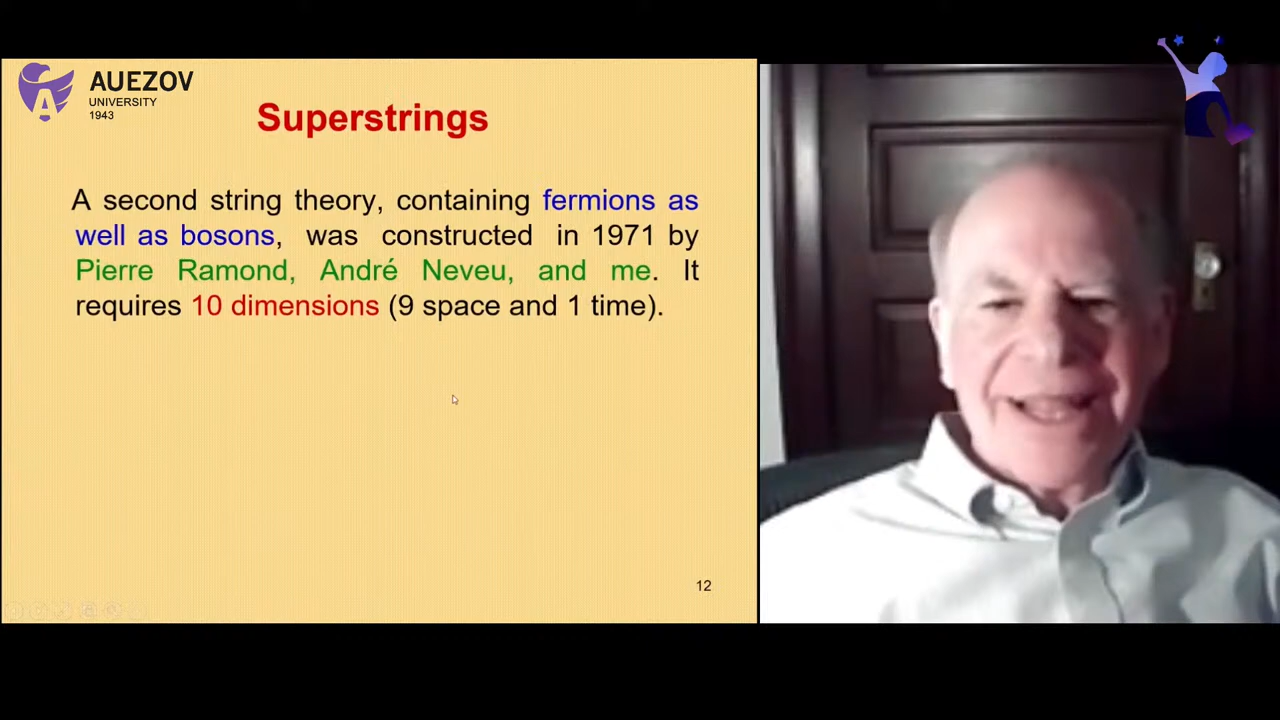 AUEZOV
UNIVERSITY
1943
Superstrings
A second string theory, containing fermions as
well as bosons, was constructed in 1971 by
Pierre Ramond, André Neveu, and me. It
requires 10 dimensions (9 space and 1 time).
12